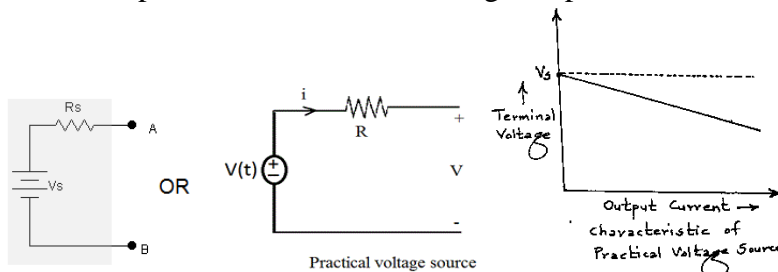 Rs
A
Vs
B
OR
i
R
+
V(t)
+
−
V
-
Practical voltage source
Vs
Terminal
Voltage
Output Current →
Characteristic of
Practical Voltage Source